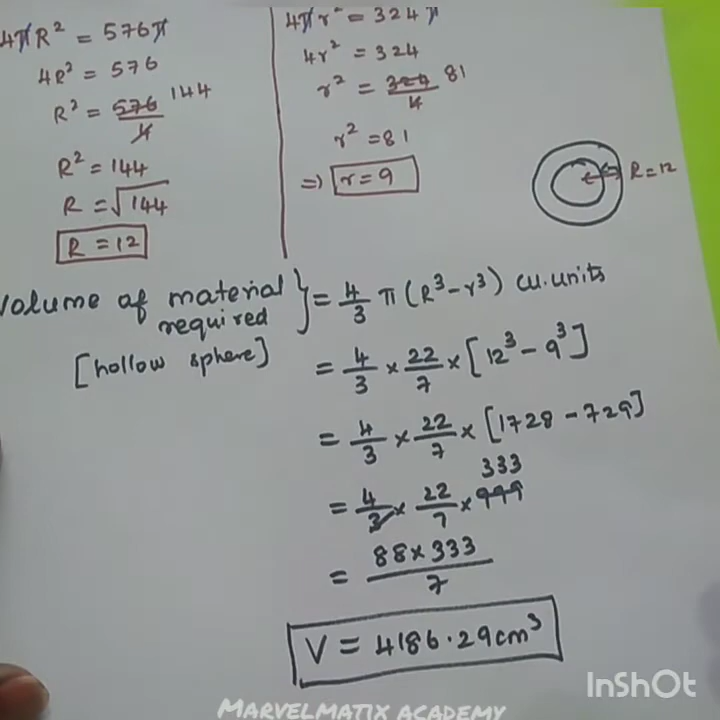 4πR² = 576π
4R² = 576
R² = 576/4 144
R² = 144
R = √144
R = 12
4πr² = 324π
4r² = 324
r² = 324/4 81
r² = 81
⇒ r = 9
R = 12
Volume of material required } = 4/3 π (R³ - r³) cu.units
[hollow sphere]
= 4/3 × 22/7 × [12³ - 9³]
= 4/3 × 22/7 × [1728 - 729]
= 4/3 × 22/7 × 999 333
= 88 × 333 / 7
V = 4186.29 cm³
InShOt
MARVELMATIX ACADEMY